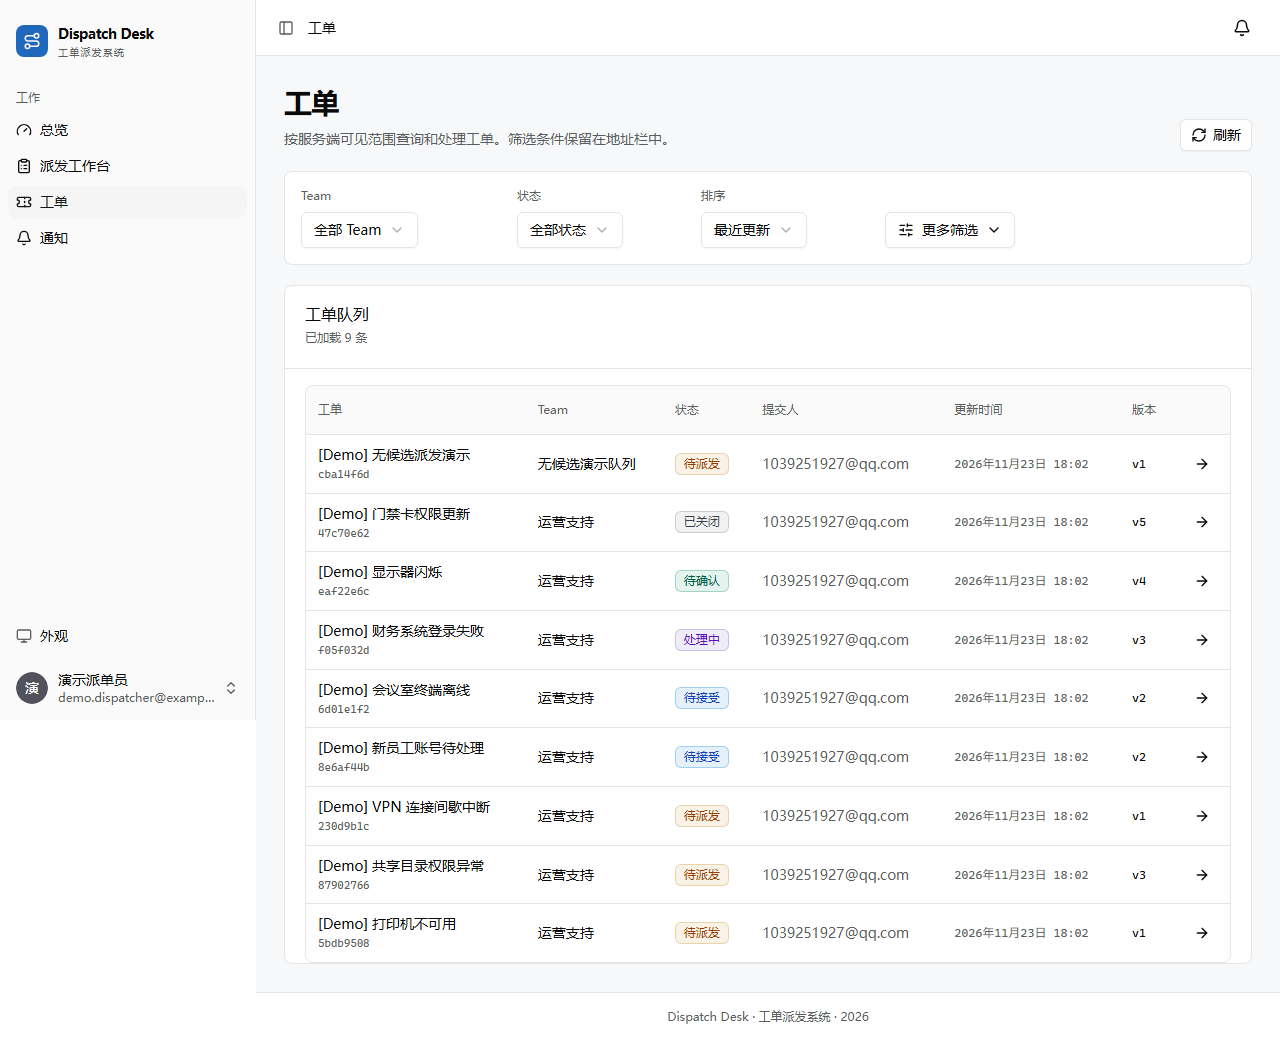 Dispatch Desk
工单派发系统
工作
总览
派发工作台
工单
通知
外观
演
演示派单员
demo.dispatcher@examp...
工单
工单
按服务端可见范围查询和处理工单。筛选条件保留在地址栏中。
刷新
Team 状态 排序
全部 Team 全部状态 最近更新 更多筛选
工单队列
已加载 9 条
工单 Team 状态 提交人 更新时间 版本
[Demo] 无候选派发演示
cba14f6d
无候选演示队列 待派发 1039251927@qq.com 2026年11月23日 18:02 v1
[Demo] 门禁卡权限更新
47c70e62
运营支持 已关闭 1039251927@qq.com 2026年11月23日 18:02 v5
[Demo] 显示器闪烁
eaf22e6c
运营支持 待确认 1039251927@qq.com 2026年11月23日 18:02 v4
[Demo] 财务系统登录失败
f05f032d
运营支持 处理中 1039251927@qq.com 2026年11月23日 18:02 v3
[Demo] 会议室终端离线
6d01e1f2
运营支持 待接受 1039251927@qq.com 2026年11月23日 18:02 v2
[Demo] 新员工账号待处理
8e6af44b
运营支持 待接受 1039251927@qq.com 2026年11月23日 18:02 v2
[Demo] VPN 连接间歇中断
230d9b1c
运营支持 待派发 1039251927@qq.com 2026年11月23日 18:02 v1
[Demo] 共享目录权限异常
87902766
运营支持 待派发 1039251927@qq.com 2026年11月23日 18:02 v3
[Demo] 打印机不可用
5bdb9508
运营支持 待派发 1039251927@qq.com 2026年11月23日 18:02 v1
Dispatch Desk · 工单派发系统 · 2026